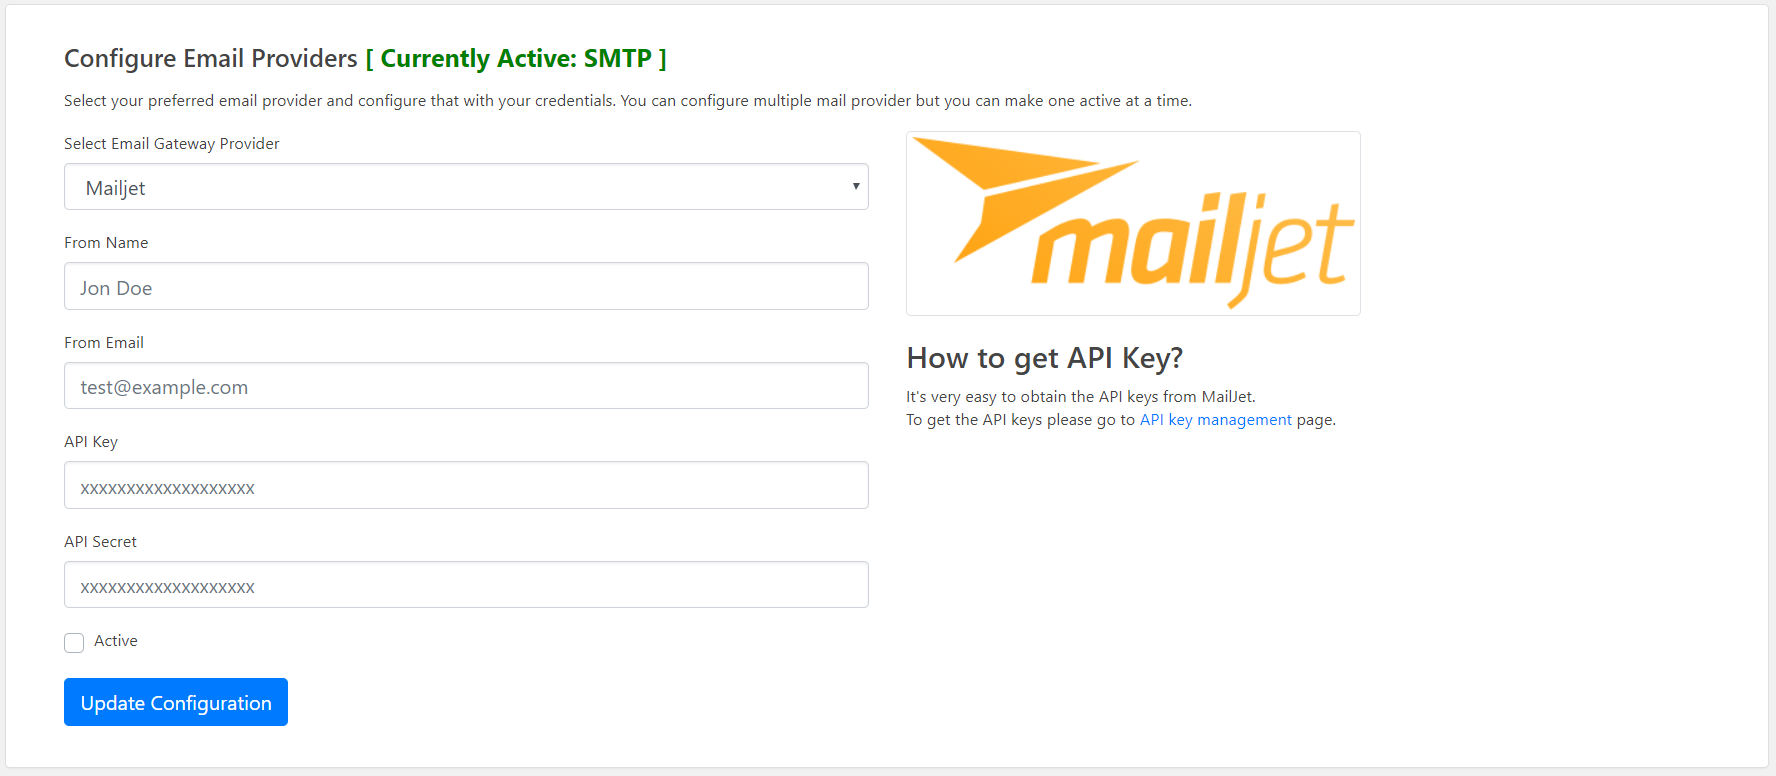 Configure Email Providers [ Currently Active: SMTP ]
Select your preferred email provider and configure that with your credentials. You can configure multiple mail provider but you can make one active at a time.
Select Email Gateway Provider
Mailjet
From Name
Jon Doe
From Email
test@example.com
API Key
xxxxxxxxxxxxxxxxxxx
API Secret
xxxxxxxxxxxxxxxxxxx
Active
Update Configuration
mailjet
How to get API Key?
It's very easy to obtain the API keys from MailJet.
To get the API keys please go to API key management page.